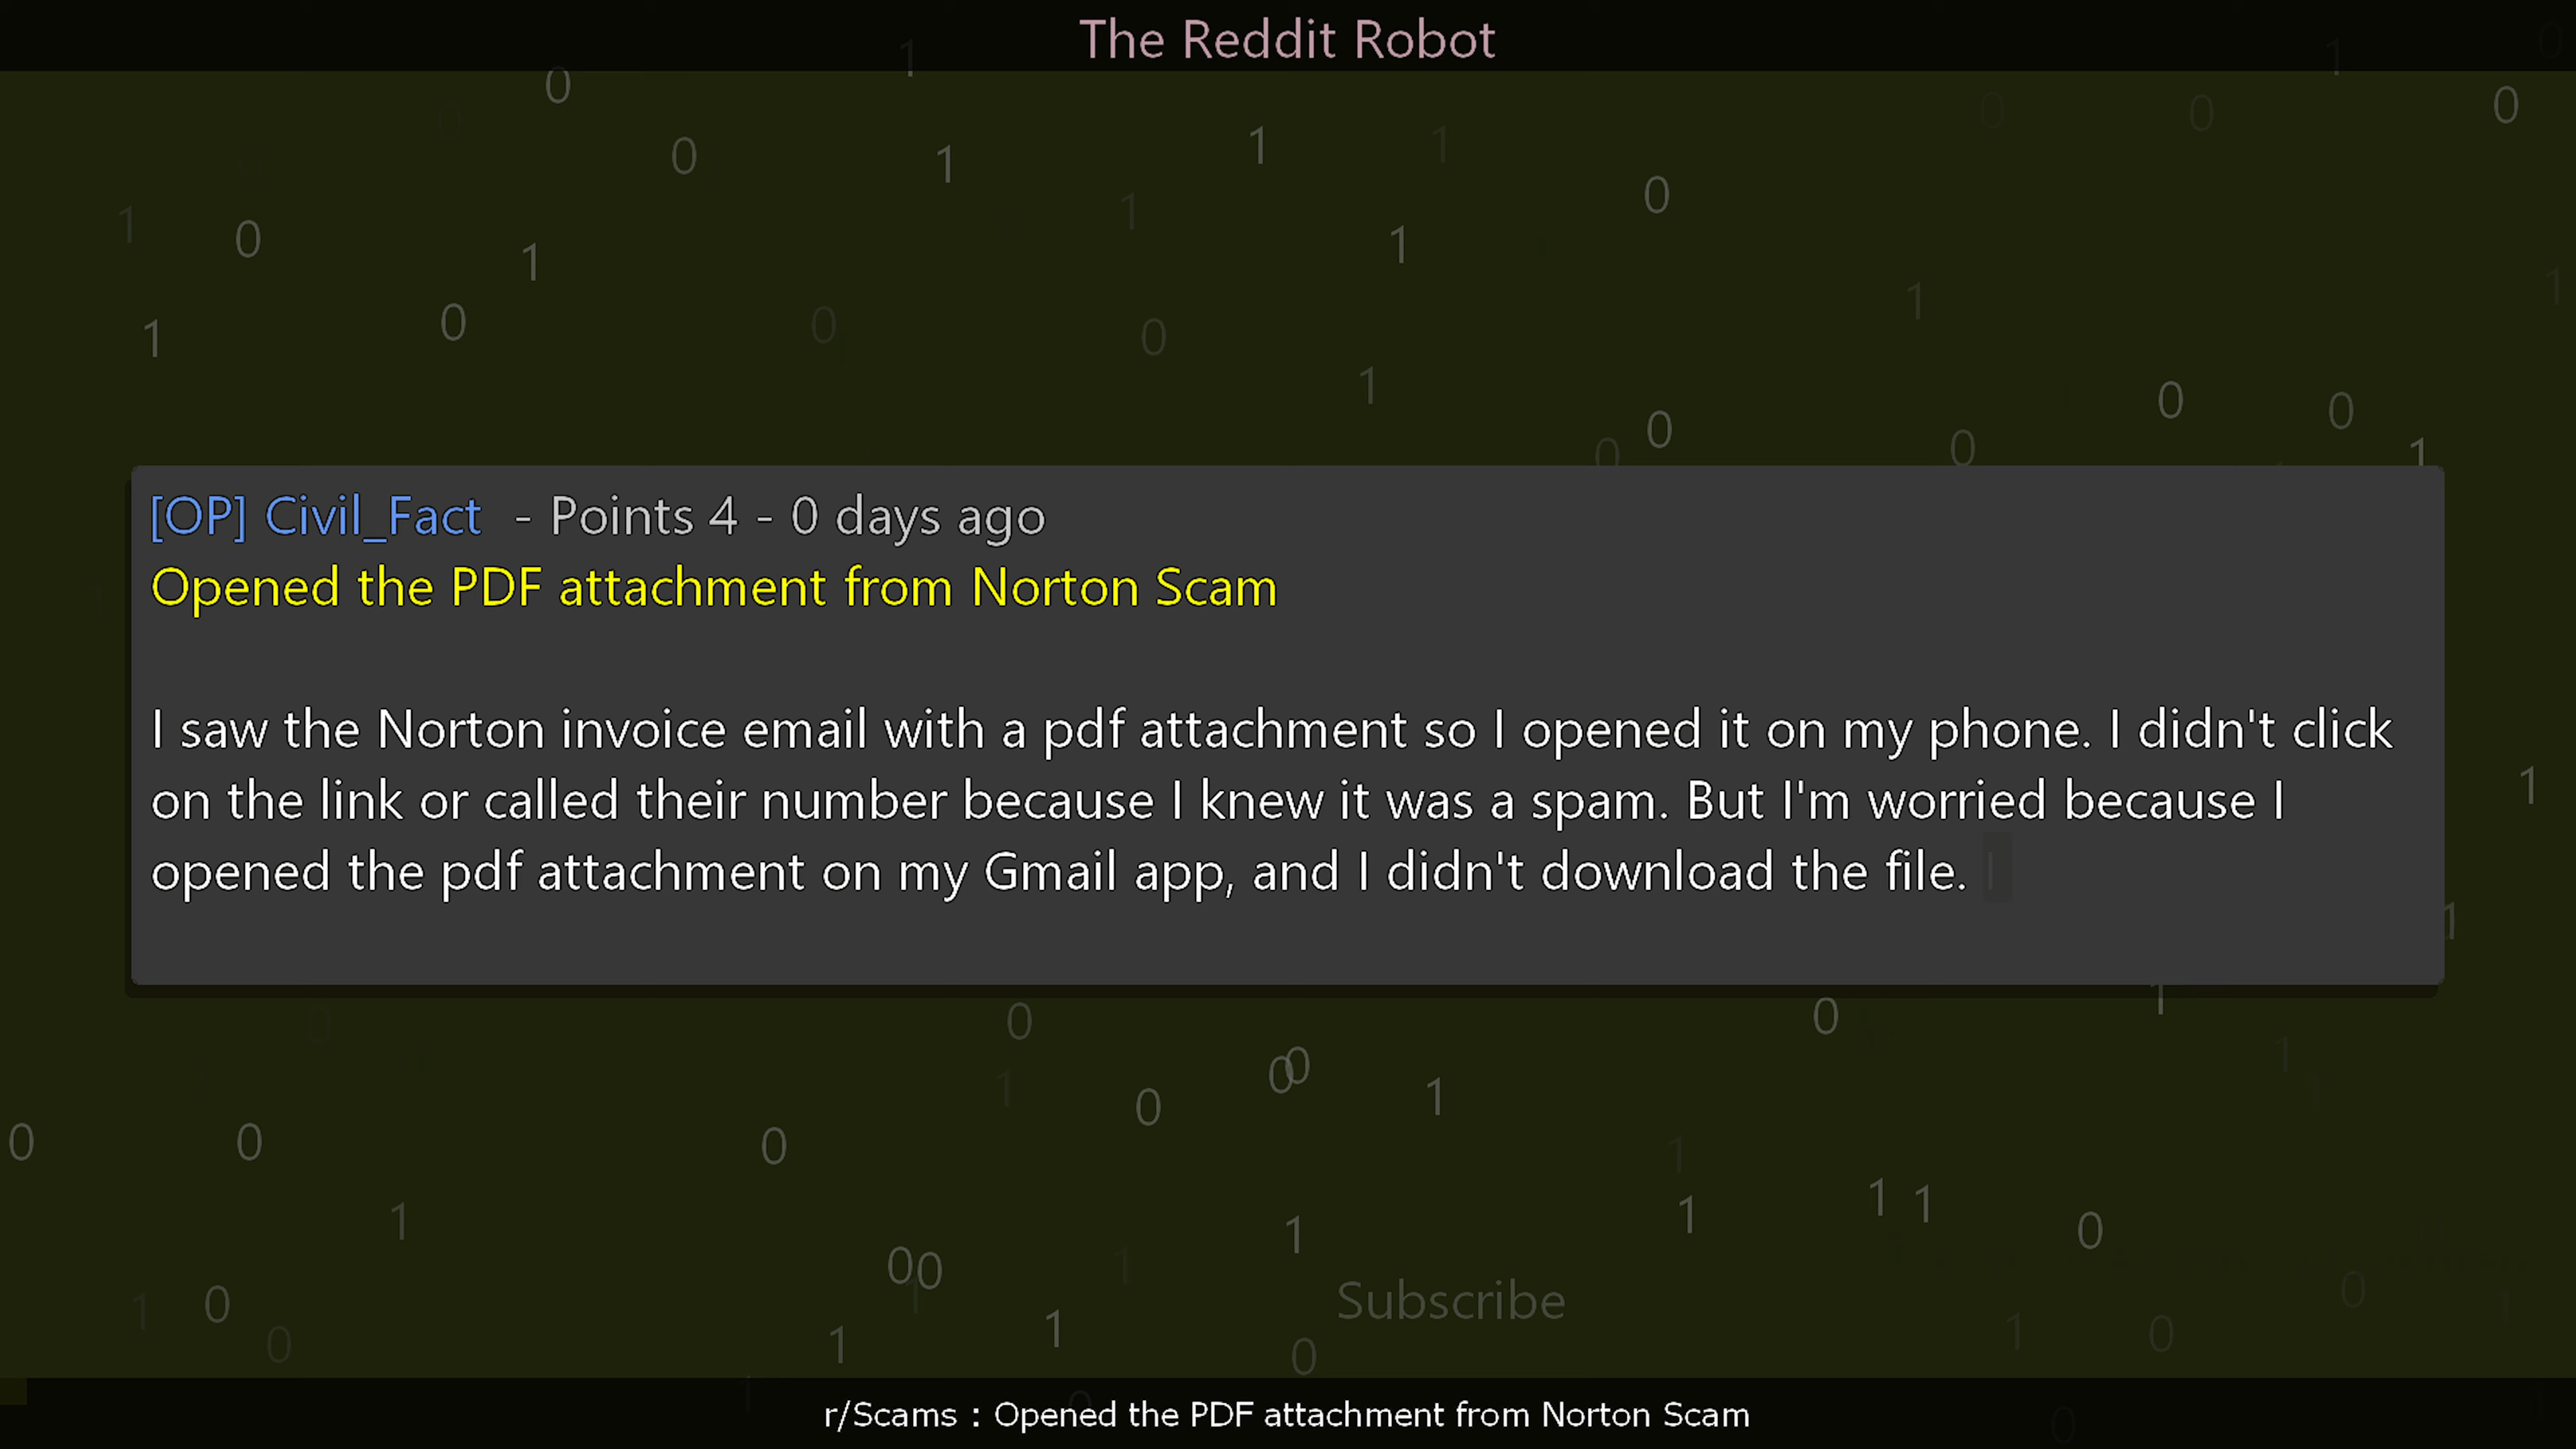 The Reddit Robot
[OP] Civil_Fact - Points 4 - 0 days ago
Opened the PDF attachment from Norton Scam
I saw the Norton invoice email with a pdf attachment so I opened it on my phone. I didn't click
on the link or called their number because I knew it was a spam. But I'm worried because I
opened the pdf attachment on my Gmail app, and I didn't download the file. I
Subscribe
r/Scams : Opened the PDF attachment from Norton Scam